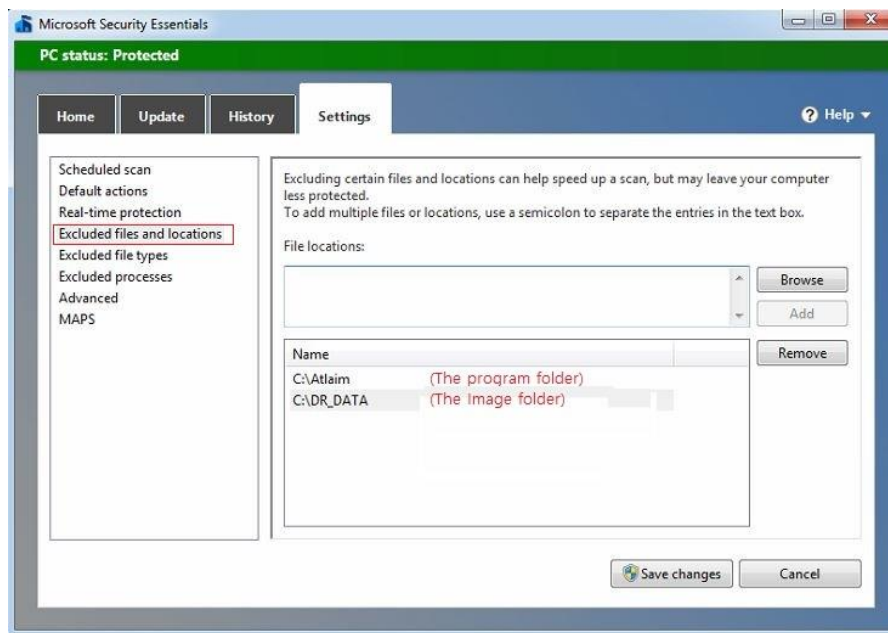 Microsoft Security Essentials
PC status: Protected
Home Update History Settings Help
Scheduled scan
Default actions
Real-time protection
Excluded files and locations
Excluded file types
Excluded processes
Advanced
MAPS
Excluding certain files and locations can help speed up a scan, but may leave your computer
less protected.
To add multiple files or locations, use a semicolon to separate the entries in the text box.
File locations:
Browse
Add
Name
Remove
C:\Atlaim (The program folder)
C:\DR_DATA (The Image folder)
Save changes Cancel